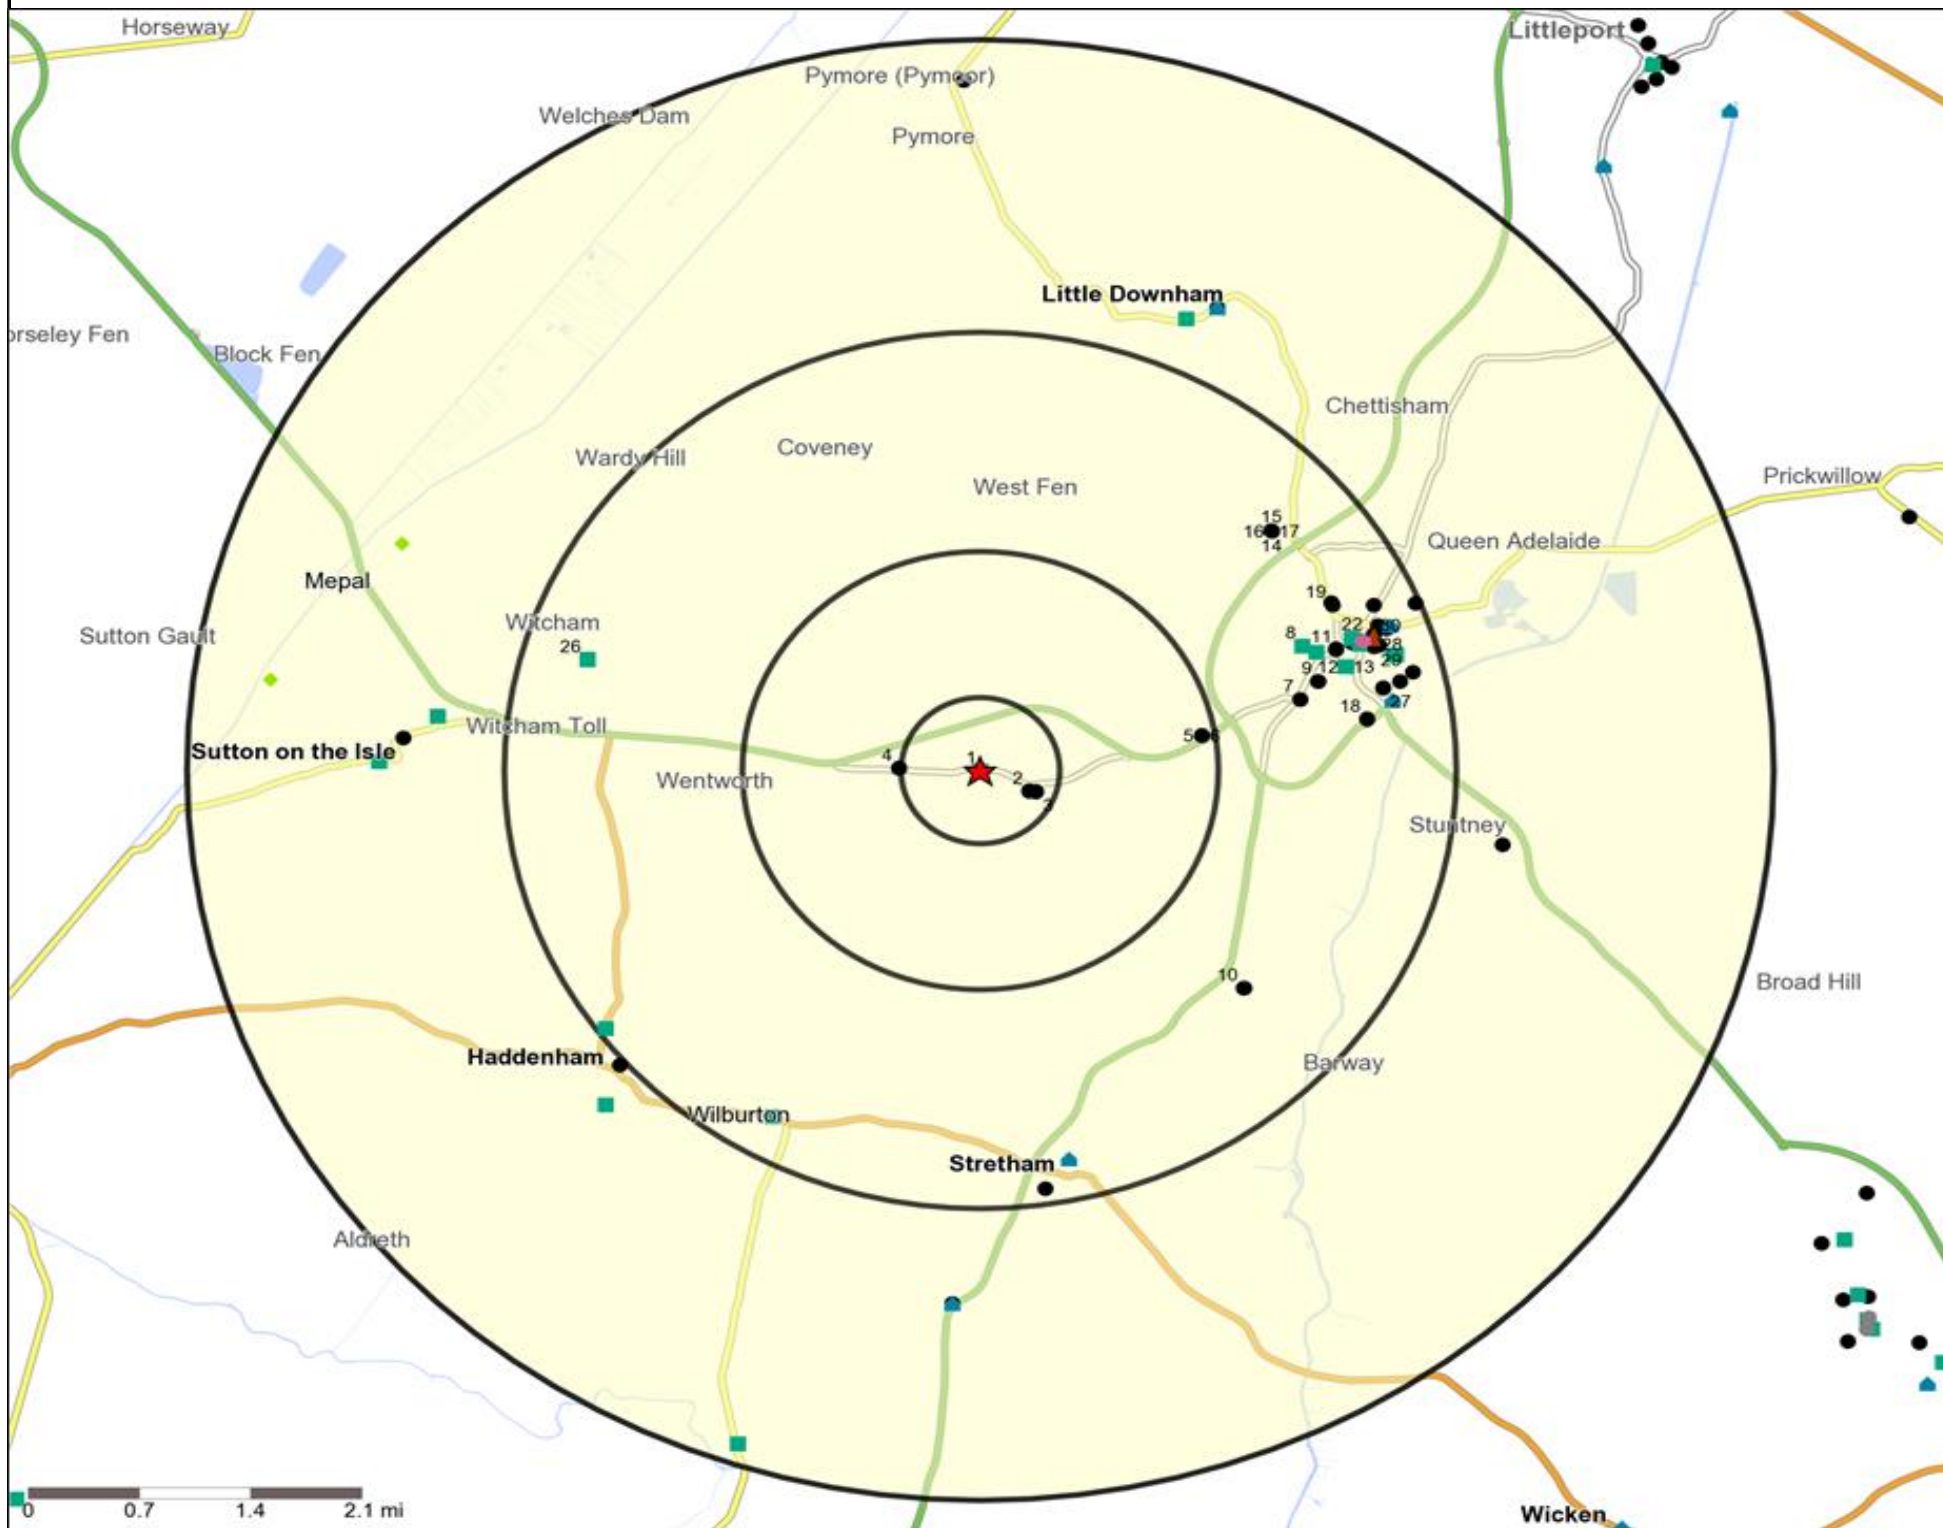 Horseway
Littleport
Pymore (Pymoor)
Welches Dam
Pymore
Little Downham
orseley Fen
Block Fen
Chettisham
Coveney
Wardy Hill
Prickwillow
West Fen
15
16 17
14
Queen Adelaide
Mepal
19
Witcham
22
Sutton Gault
8 11
28
26
29
9 12 13
7
27
18
Witcham Toll
5
Sutton on the Isle
4 1
Wentworth
2
3
Stuntney
10
Broad Hill
Haddenham
Barway
Wilburton
Stretham
Aldreth
0 0.7 1.4 2.1 mi
Wicken